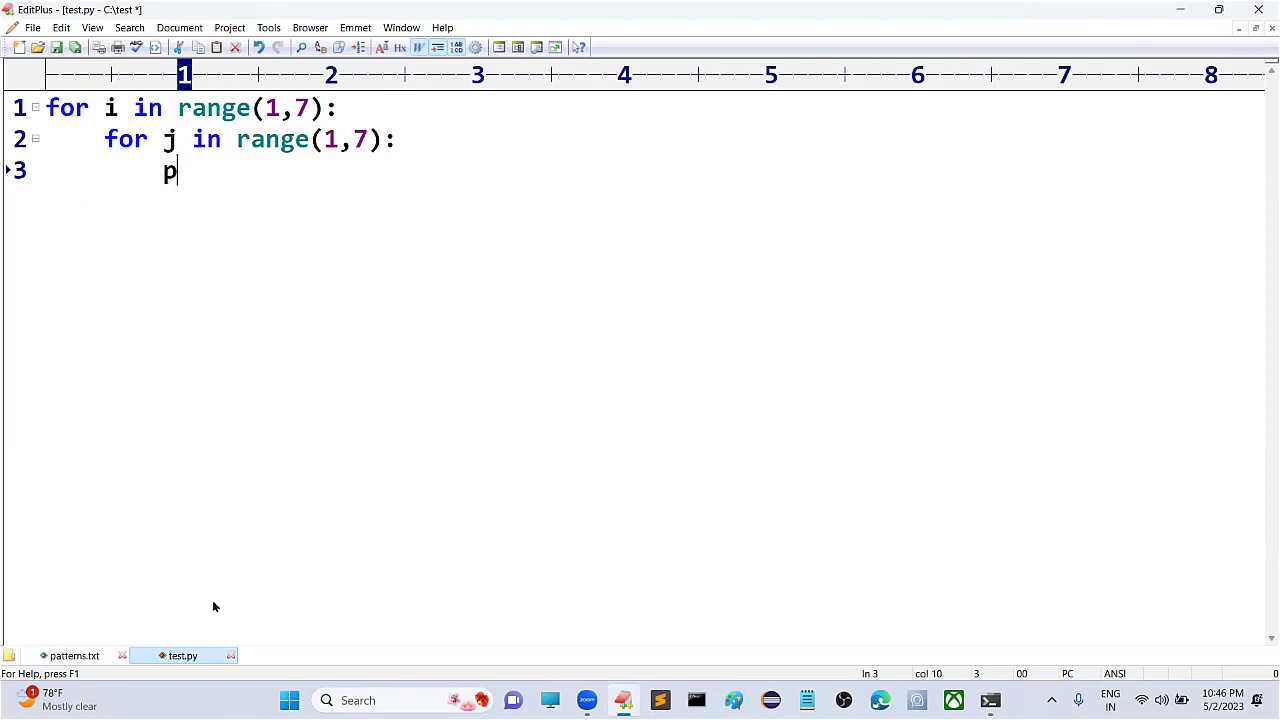 EditPlus - [test.py - C:\test *]
File Edit View Search Document Project Tools Browser Emmet Window Help
1 2 3 4 5 6 7 8
1 for i in range(1,7):
2 for j in range(1,7):
3 p
patterns.txt test.py
For Help, press F1 ln 3 col 10 3 00 PC ANSI 0
1 78°F Mostly clear
Search
ENG IN
10:46 PM
5/2/2023